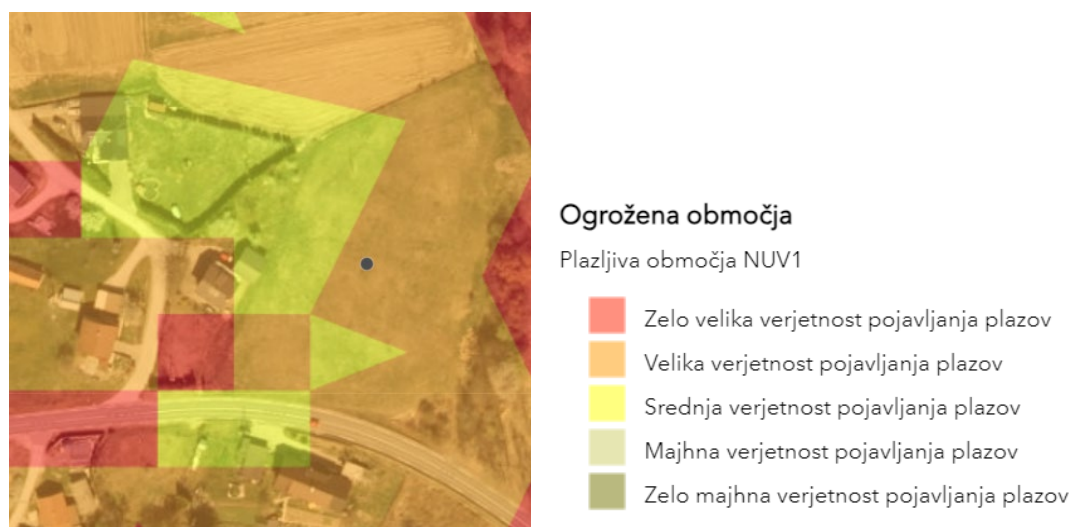 Ogrožena območja
Plazljiva območja NUV1
Zelo velika verjetnost pojavljanja plazov
Velika verjetnost pojavljanja plazov
Srednja verjetnost pojavljanja plazov
Majhna verjetnost pojavljanja plazov
Zelo majhna verjetnost pojavljanja plazov